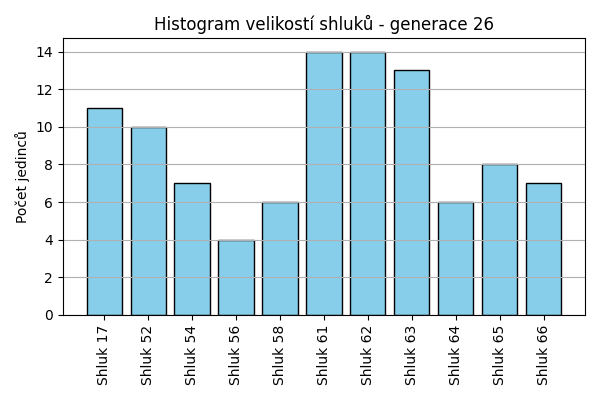 Histogram velikostí shluků - generace 26
Počet jedinců
14
12
10
8
6
4
2
0
Shluk 17
Shluk 52
Shluk 54
Shluk 56
Shluk 58
Shluk 61
Shluk 62
Shluk 63
Shluk 64
Shluk 65
Shluk 66